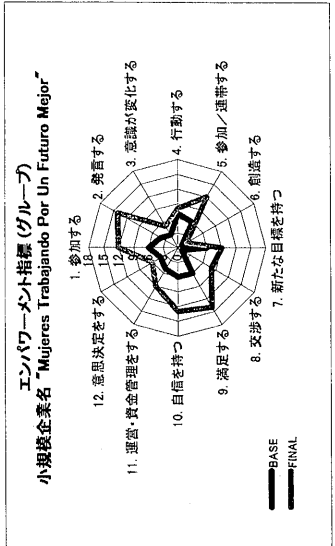 エンパワーメント指標 (グループ)
小規模企業名 "Mujeres Trabajando Por Un Futuro Mejor"
1. 参加する
2. 発言する
3. 意識が変化する
4. 行動する
5. 参加/連帯する
6. 創造する
7. 新たな目標を持つ
8. 交渉する
9. 満足する
10. 自信を持つ
11. 運営・資金管理をする
12. 意思決定をする
18
15
12
0
BASE
FINAL